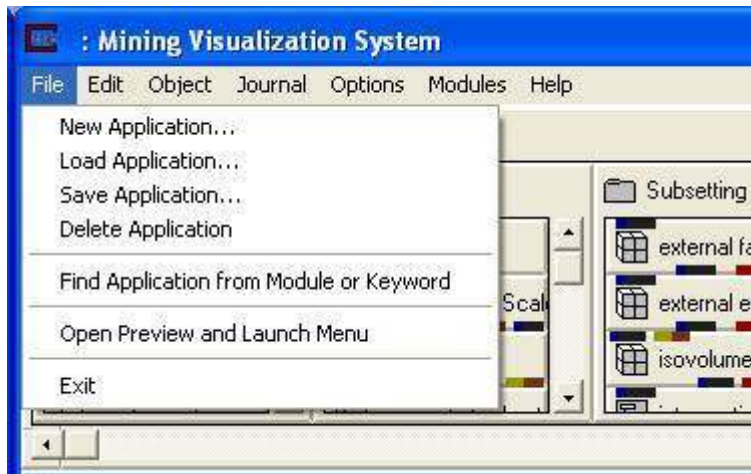 : Mining Visualization System
File Edit Object Journal Options Modules Help
New Application...
Load Application...
Save Application...
Delete Application
Find Application from Module or Keyword
Open Preview and Launch Menu
Exit
Subsetting
external fa
external e
isovolume
Scale